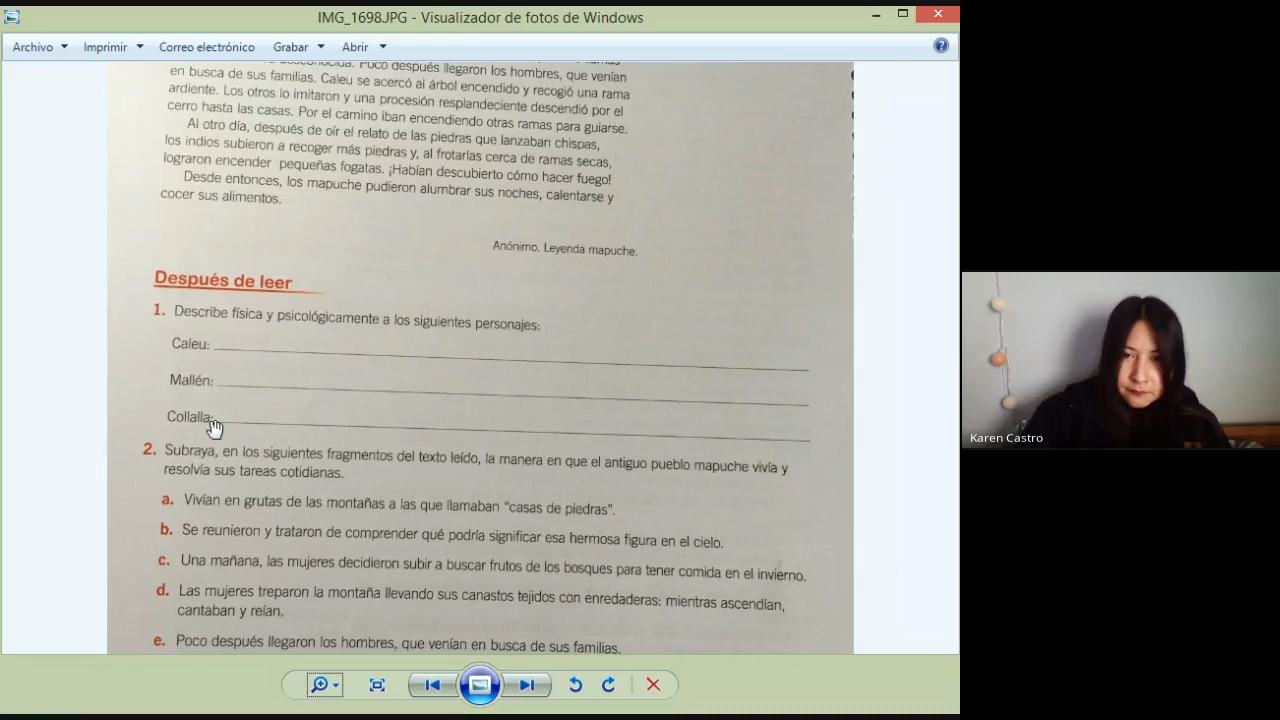 IMG_1698.JPG - Visualizador de fotos de Windows
Archivo Imprimir Correo electrónico Grabar Abrir
desconocida. Poco después llegaron los hombres, que venían
en busca de sus familias. Caleu se acercó al árbol encendido y recogió una rama
ardiente. Los otros lo imitaron y una procesión resplandeciente descendió por el
cerro hasta las casas. Por el camino iban encendiendo otras ramas para guiarse.
Al otro día, después de oír el relato de las piedras que lanzaban chispas,
los indios subieron a recoger más piedras y, al frotarlas cerca de ramas secas,
lograron encender pequeñas fogatas. ¡Habían descubierto cómo hacer fuego!
Desde entonces, los mapuche pudieron alumbrar sus noches, calentarse y
cocer sus alimentos.
Anónimo. Leyenda mapuche.
Después de leer
1. Describe física y psicológicamente a los siguientes personajes:
Caleu:
Mallén:
Collalla:
2. Subraya, en los siguientes fragmentos del texto leído, la manera en que el antiguo pueblo mapuche vivía y
resolvía sus tareas cotidianas.
a. Vivían en grutas de las montañas a las que llamaban “casas de piedras”.
b. Se reunieron y trataron de comprender qué podría significar esa hermosa figura en el cielo.
c. Una mañana, las mujeres decidieron subir a buscar frutos de los bosques para tener comida en el invierno.
d. Las mujeres treparon la montaña llevando sus canastos tejidos con enredaderas; mientras ascendían,
cantaban y reían.
e. Poco después llegaron los hombres, que venían en busca de sus familias.
Karen Castro